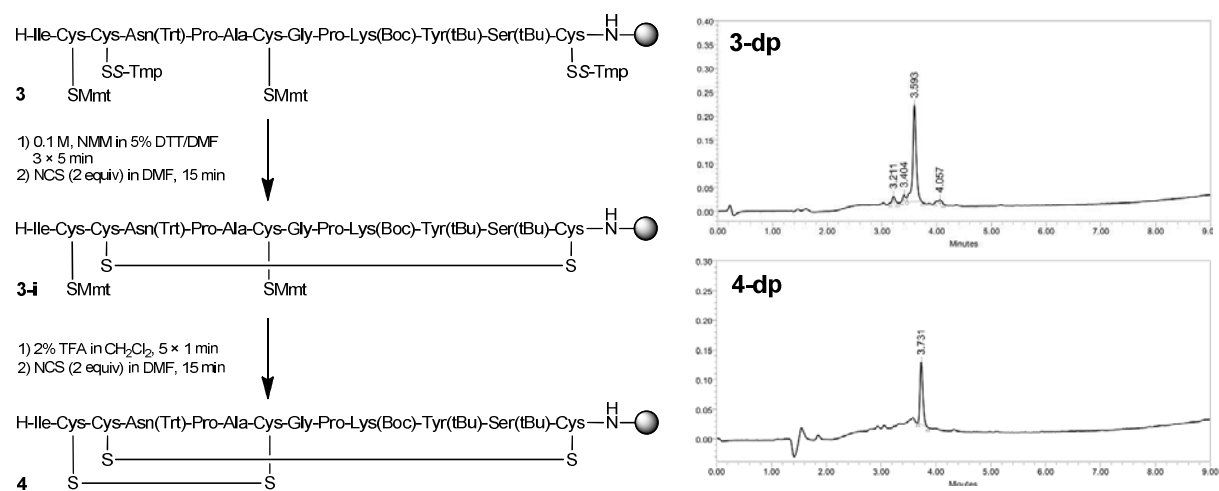 H-Ile-Cys-Cys-Asn(Trt)-Pro-Ala-Cys-Gly-Pro-Lys(Boc)-Tyr(tBu)-Ser(tBu)-Cys—N
H
SS-Tmp
SS-Tmp
3
SMmt
SMmt
1) 0.1 M, NMM in 5% DTT/DMF
3 × 5 min
2) NCS (2 equiv) in DMF, 15 min
H-Ile-Cys-Cys-Asn(Trt)-Pro-Ala-Cys-Gly-Pro-Lys(Boc)-Tyr(tBu)-Ser(tBu)-Cys—N
H
S
S
3-i
SMmt
SMmt
1) 2% TFA in CH2Cl2, 5 × 1 min
2) NCS (2 equiv) in DMF, 15 min
H-Ile-Cys-Cys-Asn(Trt)-Pro-Ala-Cys-Gly-Pro-Lys(Boc)-Tyr(tBu)-Ser(tBu)-Cys—N
H
S
S
4
S
S
3-dp
0.40
0.35
0.30
0.25
0.20
0.15
0.10
0.05
0.00
3.211
3.404
3.593
4.057
0.00 1.00 2.00 3.00 4.00 5.00 6.00 7.00 8.00 9.0
Minutes
4-dp
0.30
0.20
0.15
0.10
0.05
0.00
3.731
0.00 1.00 2.00 3.00 4.00 5.00 6.00 7.00 8.00 9.0
Minutes